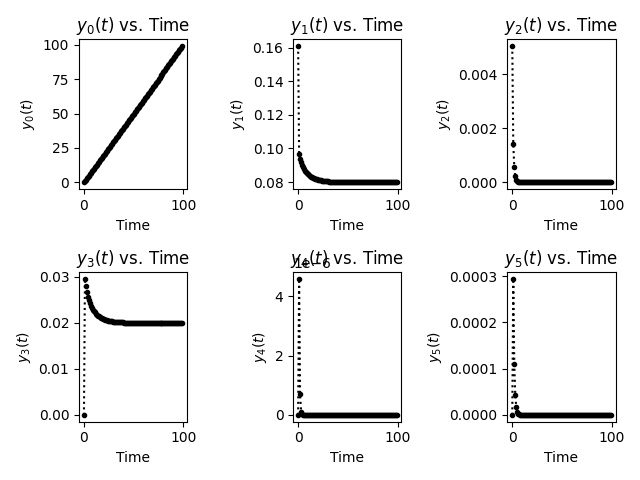 y₀(t) vs. Time y₁(t) vs. Time y₂(t) vs. Time
100
75
50
25
0
y₀(t)
0 100
Time
0.16
0.14
0.12
0.10
0.08
y₁(t)
0 100
Time
0.004
0.002
0.000
y₂(t)
0 100
Time
y₃(t) vs. Time y₄(t) vs. Time y₅(t) vs. Time
0.03
0.02
0.01
0.00
y₃(t)
0 100
Time
1e−6
4
2
0
y₄(t)
0 100
Time
0.0003
0.0002
0.0001
0.0000
y₅(t)
0 100
Time